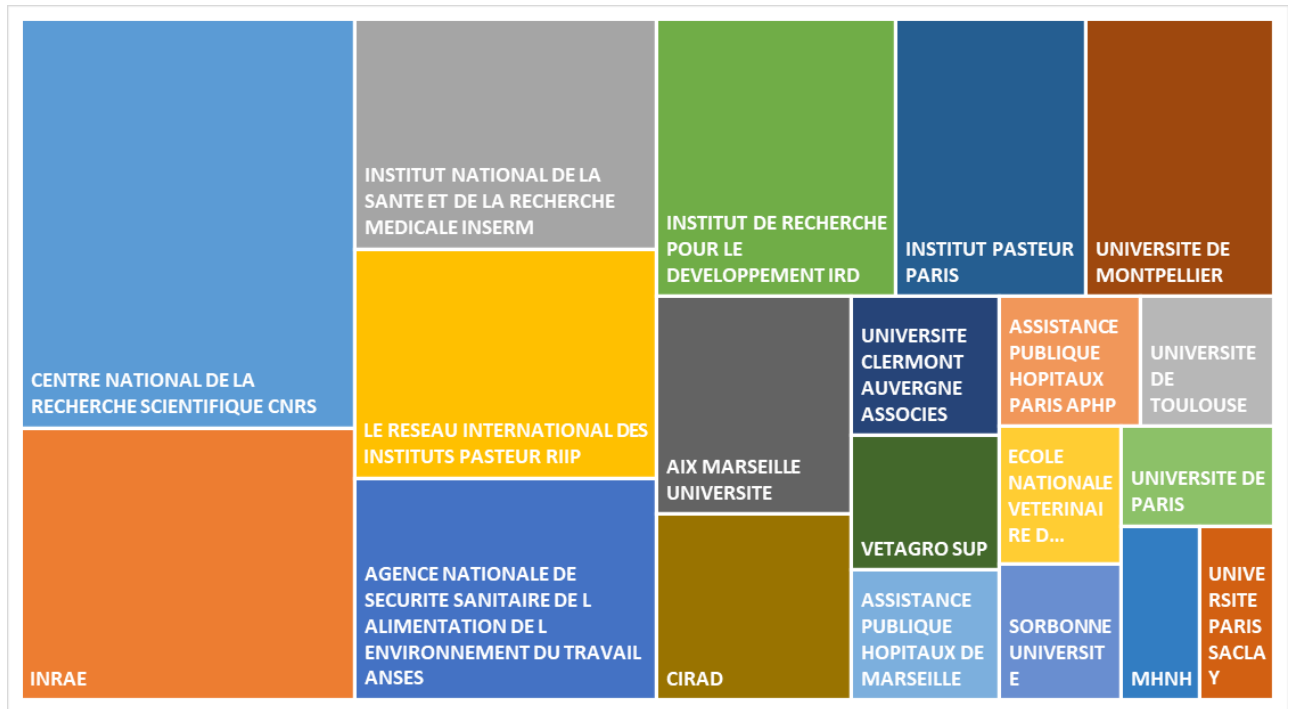 CENTRE NATIONAL DE LA
RECHERCHE SCIENTIFIQUE CNRS
INRAE
INSTITUT NATIONAL DE LA
SANTE ET DE LA RECHERCHE
MEDICALE INSERM
LE RESEAU INTERNATIONAL DES
INSTITUTS PASTEUR RIIP
AGENCE NATIONALE DE
SECURITE SANITAIRE DE L
ALIMENTATION DE L
ENVIRONNEMENT DU TRAVAIL
ANSES
INSTITUT DE RECHERCHE
POUR LE
DEVELOPPEMENT IRD
INSTITUT PASTEUR
PARIS
UNIVERSITE DE
MONTPELLIER
AIX MARSEILLE
UNIVERSITE
CIRAD
UNIVERSITE
CLERMONT
AUVERGNE
ASSOCIES
VETAGRO SUP
ASSISTANCE
PUBLIQUE
HOPITAUX DE
MARSEILLE
ASSISTANCE
PUBLIQUE
HOPITAUX
PARIS APHP
UNIVERSITE
DE
TOULOUSE
ECOLE
NATIONALE
VETERINAI
RE D...
UNIVERSITE DE
PARIS
SORBONNE
UNIVERSIT
E
MHNH
UNIVE
RSITE
PARIS
SACLA
Y